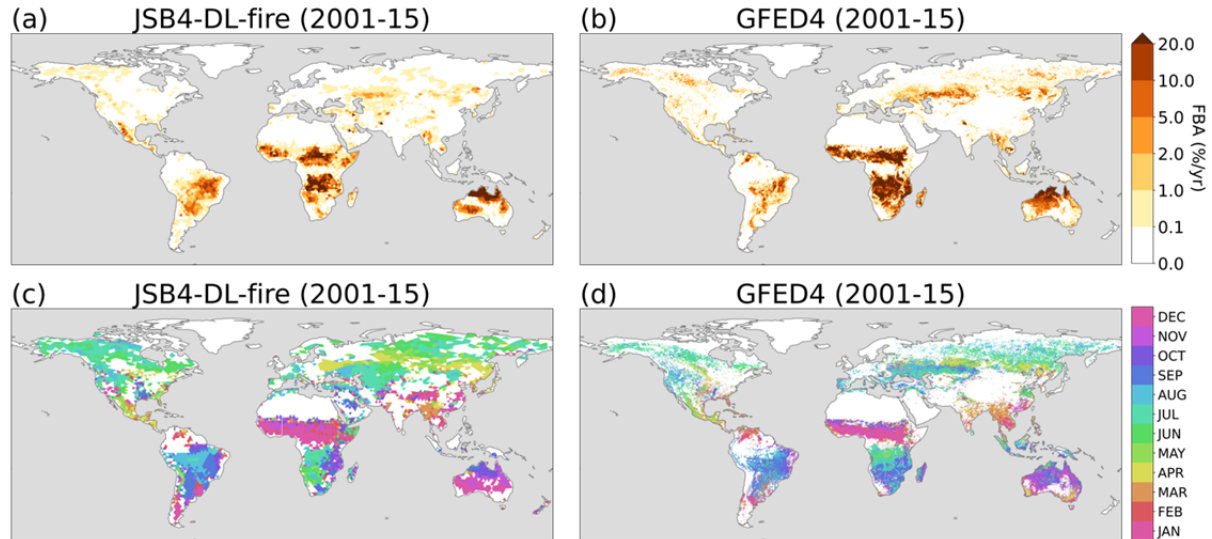 (a) JSB4-DL-fire (2001-15)
(b) GFED4 (2001-15)
20.0
10.0
5.0
2.0
1.0
0.1
0.0
FBA (%/yr)
(c) JSB4-DL-fire (2001-15)
(d) GFED4 (2001-15)
DEC
NOV
OCT
SEP
AUG
JUL
JUN
MAY
APR
MAR
FEB
JAN